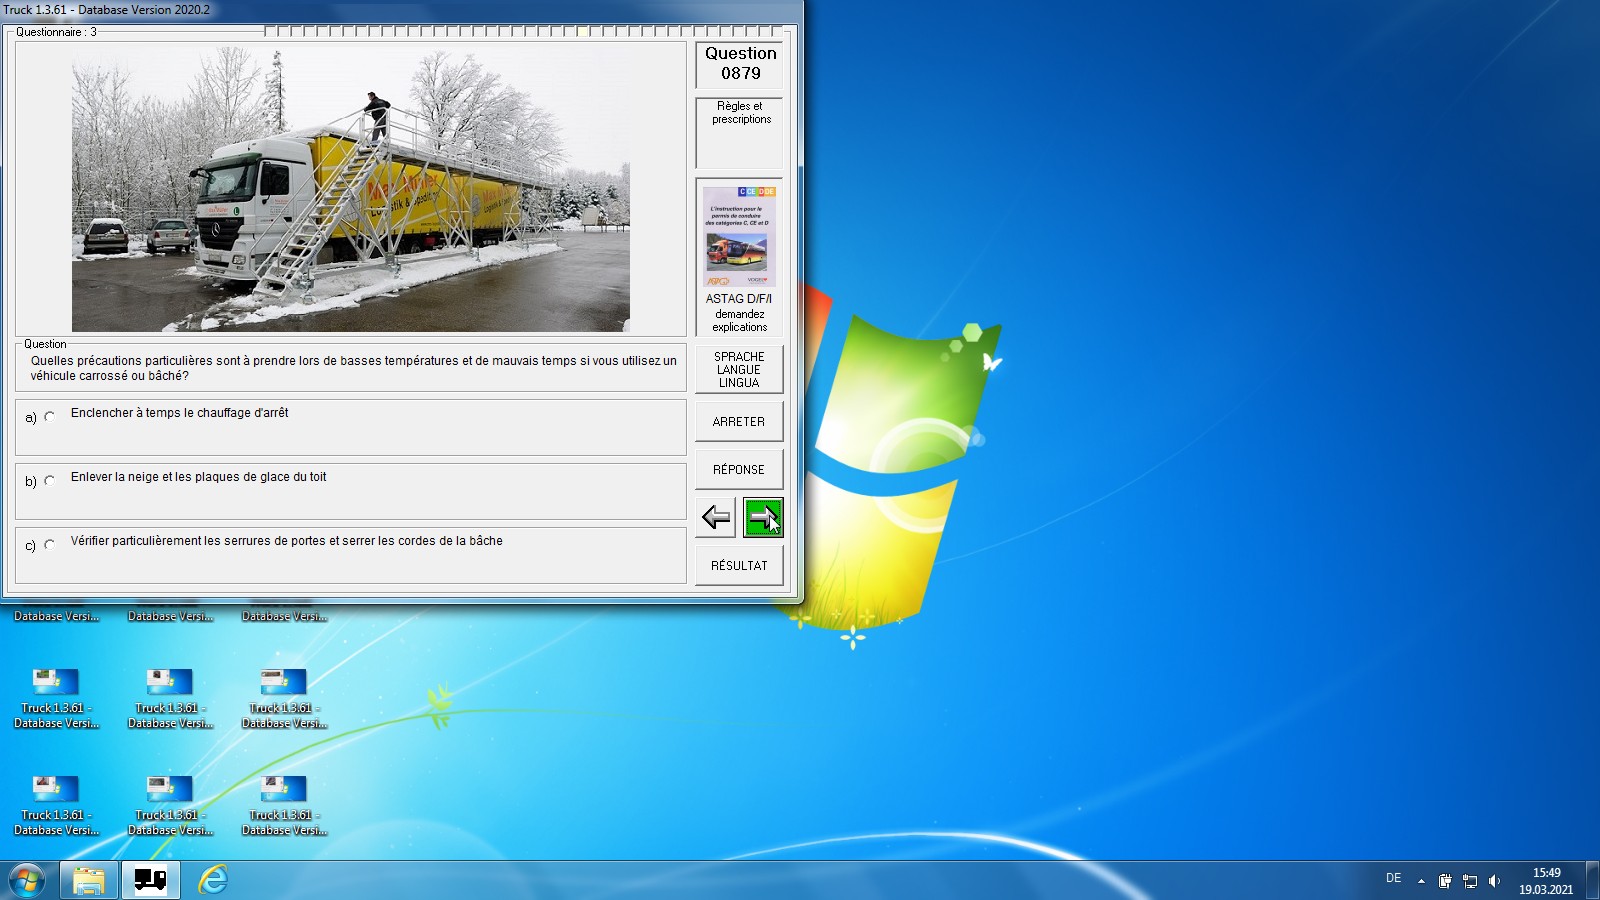 Truck 1.3.61 - Database Version 2020.2
Questionnaire : 3
Question
0879
Règles et
prescriptions
C CE D DE
L'instruction pour le
permis de conduire
des catégories C, CE et D
ASTAG D/F/I
demandez
explications
Question
Quelles précautions particulières sont à prendre lors de basses températures et de mauvais temps si vous utilisez un
véhicule carrossé ou bâché?
a) Enclencher à temps le chauffage d'arrêt
b) Enlever la neige et les plaques de glace du toit
c) Vérifier particulièrement les serrures de portes et serrer les cordes de la bâche
SPRACHE
LANGUE
LINGUA
ARRETER
RÉPONSE
RÉSULTAT
Database Versi... Database Versi... Database Versi...
Truck 1.3.61 - Truck 1.3.61 - Truck 1.3.61 -
Database Versi... Database Versi... Database Versi...
Truck 1.3.61 - Truck 1.3.61 - Truck 1.3.61 -
Database Versi... Database Versi... Database Versi...
DE
15:49
19.03.2021